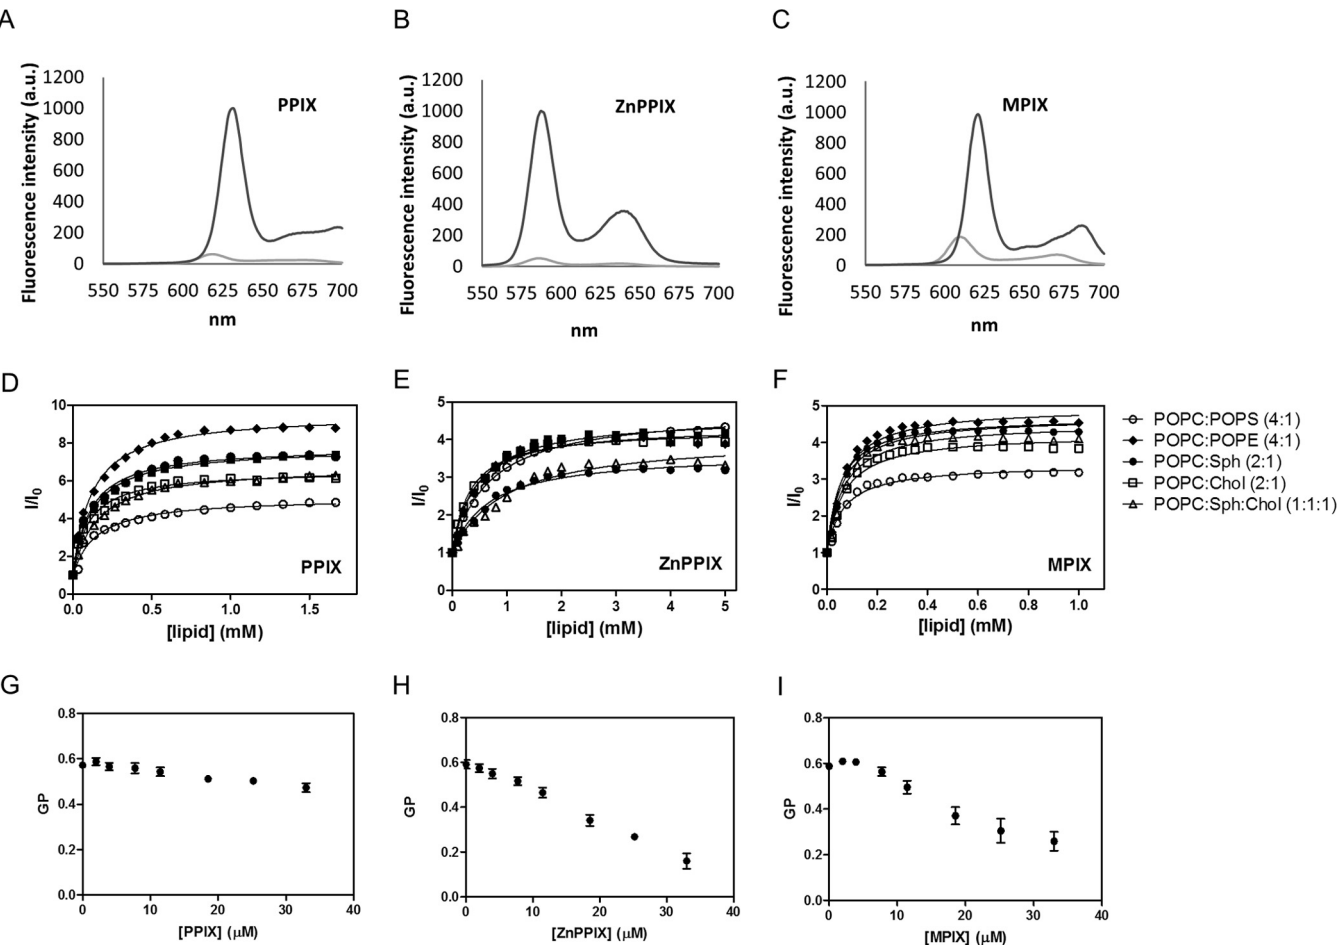 A
B
C
Fluorescence intensity (a.u.)
1200
1000
800
600
400
200
0
PPIX
550 575 600 625 650 675 700
nm
Fluorescence intensity (a.u.)
1200
1000
800
600
400
200
0
ZnPPIX
550 575 600 625 650 675 700
nm
Fluorescence intensity (a.u.)
1200
1000
800
600
400
200
0
MPIX
550 575 600 625 650 675 700
nm
D
E
F
I/I0
10
8
6
4
2
0
PPIX
0.0 0.5 1.0 1.5
[lipid] (mM)
I/I0
5
4
3
2
1
0
ZnPPIX
0 1 2 3 4 5
[lipid] (mM)
I/I0
5
4
3
2
1
0
MPIX
0.0 0.2 0.4 0.6 0.8 1.0
[lipid] (mM)
POPC:POPS (4:1)
POPC:POPE (4:1)
POPC:Sph (2:1)
POPC:Chol (2:1)
POPC:Sph:Chol (1:1:1)
G
H
I
GP
0.8
0.6
0.4
0.2
0.0
0 10 20 30 40
[PPIX] (μM)
GP
0.8
0.6
0.4
0.2
0.0
0 10 20 30 40
[ZnPPIX] (μM)
GP
0.8
0.6
0.4
0.2
0.0
0 10 20 30 40
[MPIX] (μM)